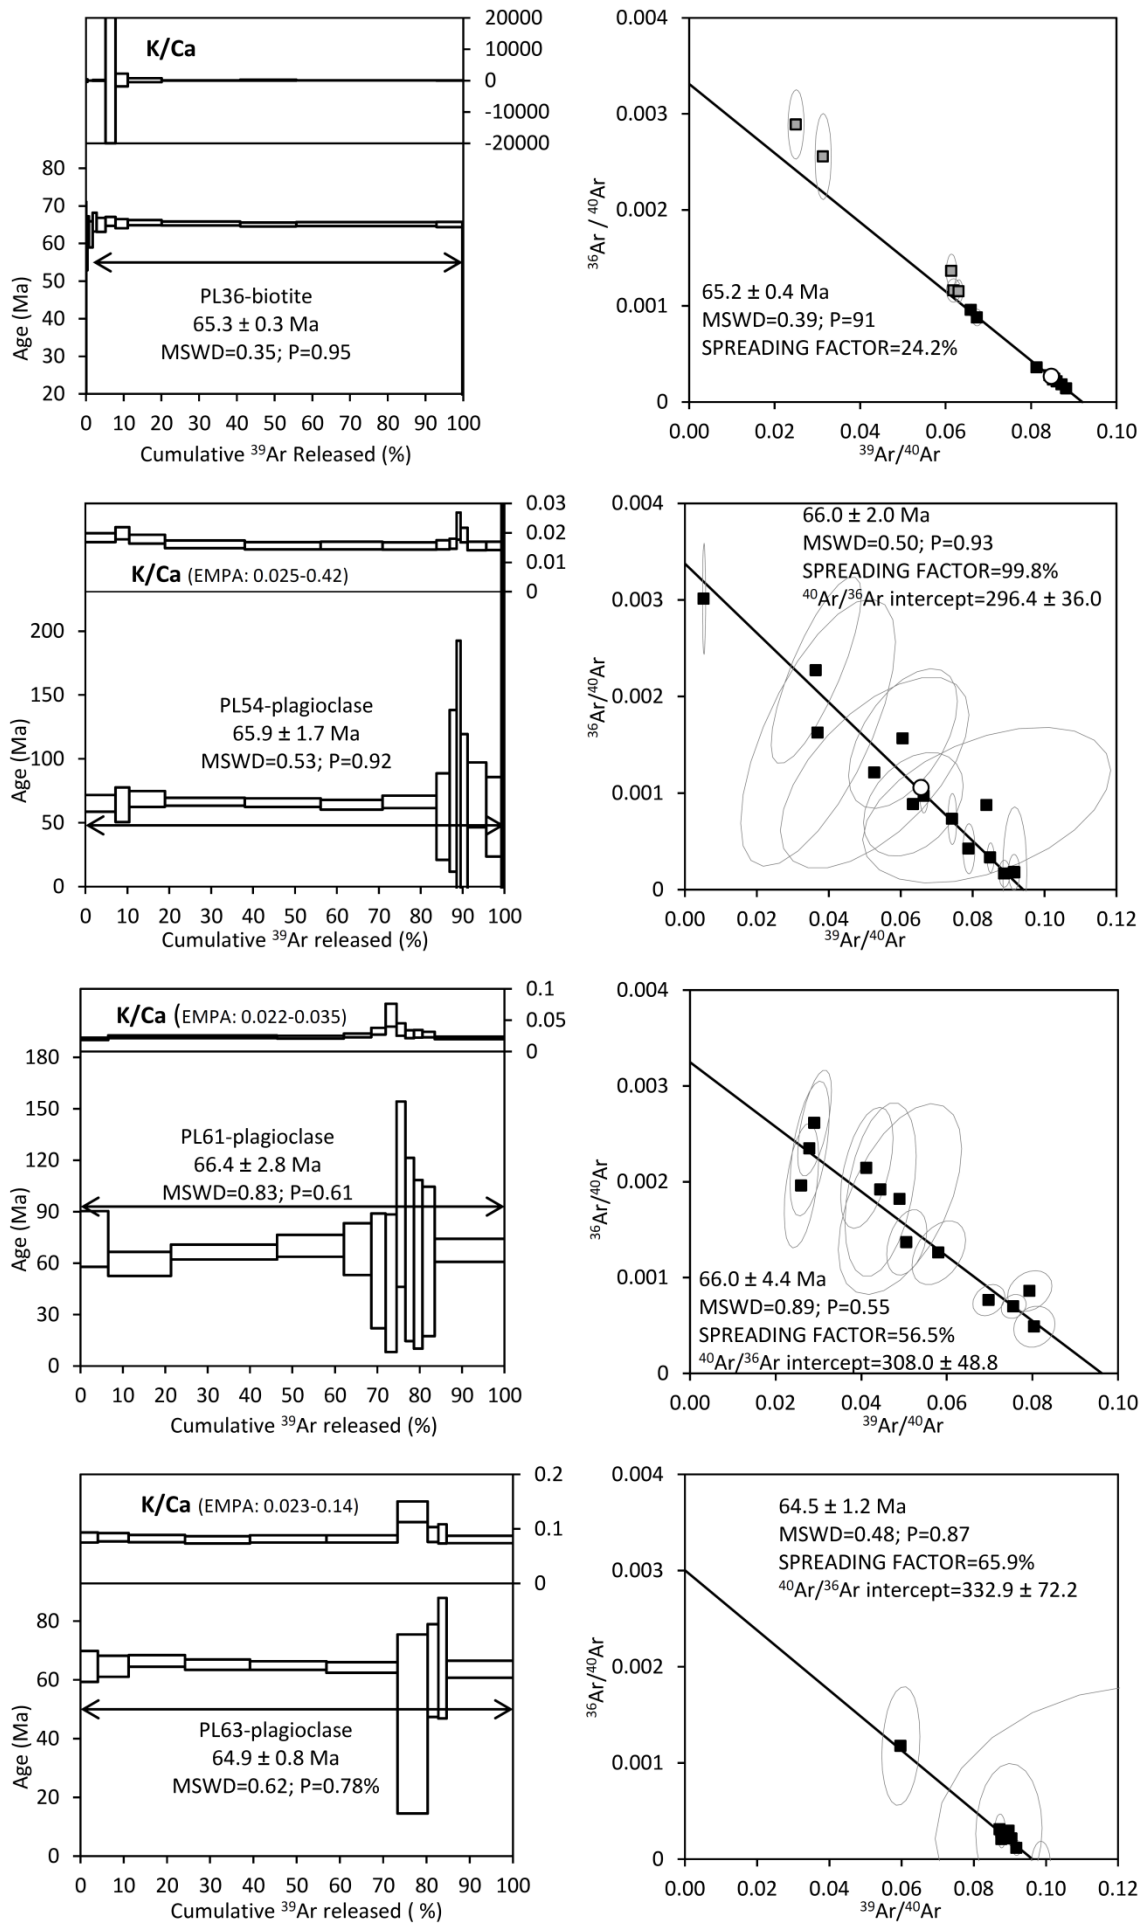 K/Ca
20000
10000
0
-10000
-20000
80
70
60
50
40
30
20
Age (Ma)
PL36-biotite
65.3 ± 0.3 Ma
MSWD=0.35; P=0.95
0 10 20 30 40 50 60 70 80 90 100
Cumulative ³⁹Ar Released (%)
0.004
0.003
0.002
0.001
0
³⁶Ar / ⁴⁰Ar
65.2 ± 0.4 Ma
MSWD=0.39; P=91
SPREADING FACTOR=24.2%
0.00 0.02 0.04 0.06 0.08 0.10
³⁹Ar/⁴⁰Ar
0.03
0.02
0.01
0
K/Ca (EMPA: 0.025-0.42)
200
150
100
50
0
Age (Ma)
PL54-plagioclase
65.9 ± 1.7 Ma
MSWD=0.53; P=0.92
0 10 20 30 40 50 60 70 80 90 100
Cumulative ³⁹Ar released (%)
0.004
0.003
0.002
0.001
0
³⁶Ar/⁴⁰Ar
66.0 ± 2.0 Ma
MSWD=0.50; P=0.93
SPREADING FACTOR=99.8%
⁴⁰Ar/³⁶Ar intercept=296.4 ± 36.0
0.00 0.02 0.04 0.06 0.08 0.10 0.12
³⁹Ar/⁴⁰Ar
K/Ca (EMPA: 0.022-0.035)
0.1
0.05
0
180
150
120
90
60
30
0
Age (Ma)
PL61-plagioclase
66.4 ± 2.8 Ma
MSWD=0.83; P=0.61
0 10 20 30 40 50 60 70 80 90 100
Cumulative ³⁹Ar released (%)
0.004
0.003
0.002
0.001
0
³⁶Ar/⁴⁰Ar
66.0 ± 4.4 Ma
MSWD=0.89; P=0.55
SPREADING FACTOR=56.5%
⁴⁰Ar/³⁶Ar intercept=308.0 ± 48.8
0.00 0.02 0.04 0.06 0.08 0.10
³⁹Ar/⁴⁰Ar
K/Ca (EMPA: 0.023-0.14)
0.2
0.1
0
80
60
40
20
0
Age (Ma)
PL63-plagioclase
64.9 ± 0.8 Ma
MSWD=0.62; P=0.78%
0 10 20 30 40 50 60 70 80 90 100
Cumulative ³⁹Ar released ( %)
0.004
0.003
0.002
0.001
0
³⁶Ar/⁴⁰Ar
64.5 ± 1.2 Ma
MSWD=0.48; P=0.87
SPREADING FACTOR=65.9%
⁴⁰Ar/³⁶Ar intercept=332.9 ± 72.2
0.00 0.02 0.04 0.06 0.08 0.10 0.12
³⁹Ar/⁴⁰Ar